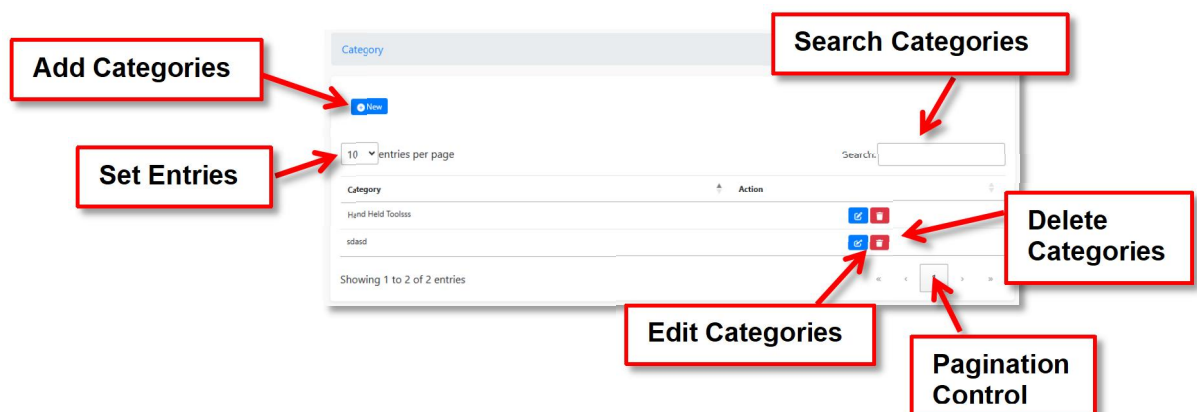 Category
Search Categories
Add Categories
New
10 entries per page
Search:
Set Entries
Category Action
Hand Held Toolsss
Delete
Categories
sdasd
Showing 1 to 2 of 2 entries
« ‹ 1 › »
Edit Categories
Pagination
Control